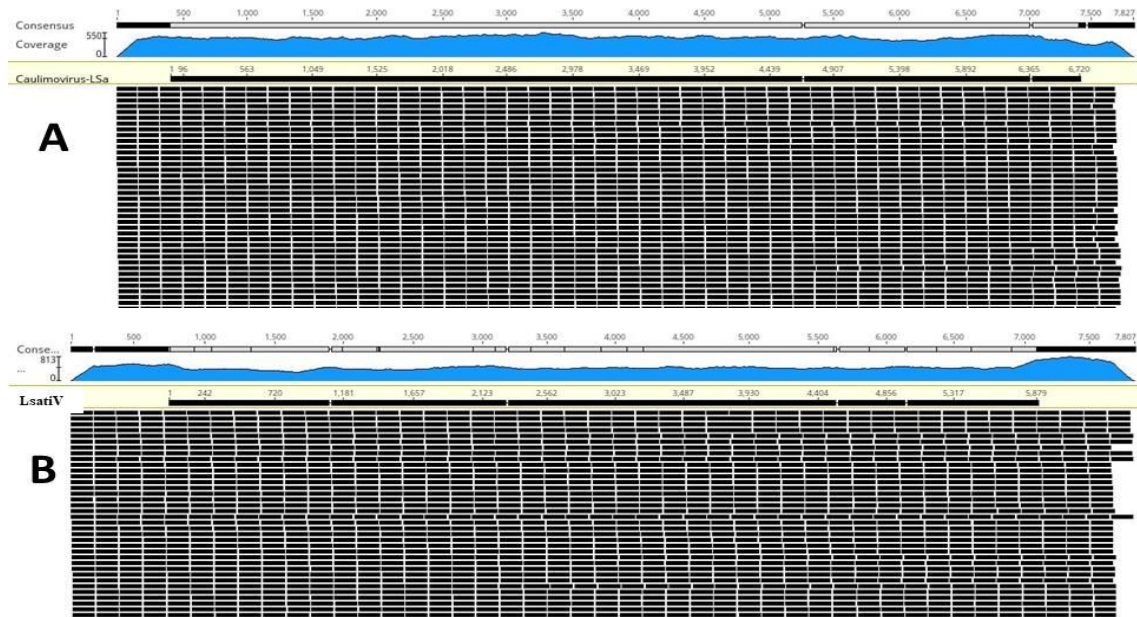 1 500 1,000 1,500 2,000 2,500 3,000 3,500 4,000 4,500 5,000 5,500 6,000 6,500 7,000 7,500 7,827
Consensus
550
Coverage
0
Caulimovirus-LSa 1 96 563 1,049 1,525 2,018 2,486 2,978 3,469 3,952 4,439 4,907 5,398 5,892 6,365 6,720
A
1 500 1,000 1,500 2,000 2,500 3,000 3,500 4,000 4,500 5,000 5,500 6,000 6,500 7,000 7,500 7,807
Conse...
813
...
0
LsatiV 1 242 720 1,181 1,657 2,123 2,562 3,023 3,487 3,930 4,404 4,856 5,317 5,879
B